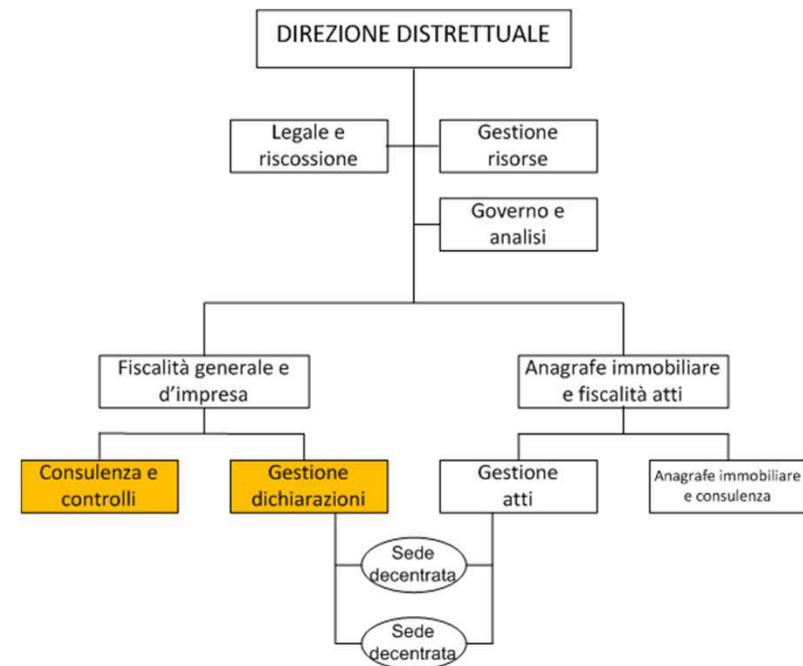 DIREZIONE DISTRETTUALE
Legale e
riscossione
Gestione
risorse
Governo e
analisi
Fiscalità generale e
d'impresa
Anagrafe immobiliare
e fiscalità atti
Consulenza e
controlli
Gestione
dichiarazioni
Gestione
atti
Anagrafe immobiliare
e consulenza
Sede
decentrata
Sede
decentrata